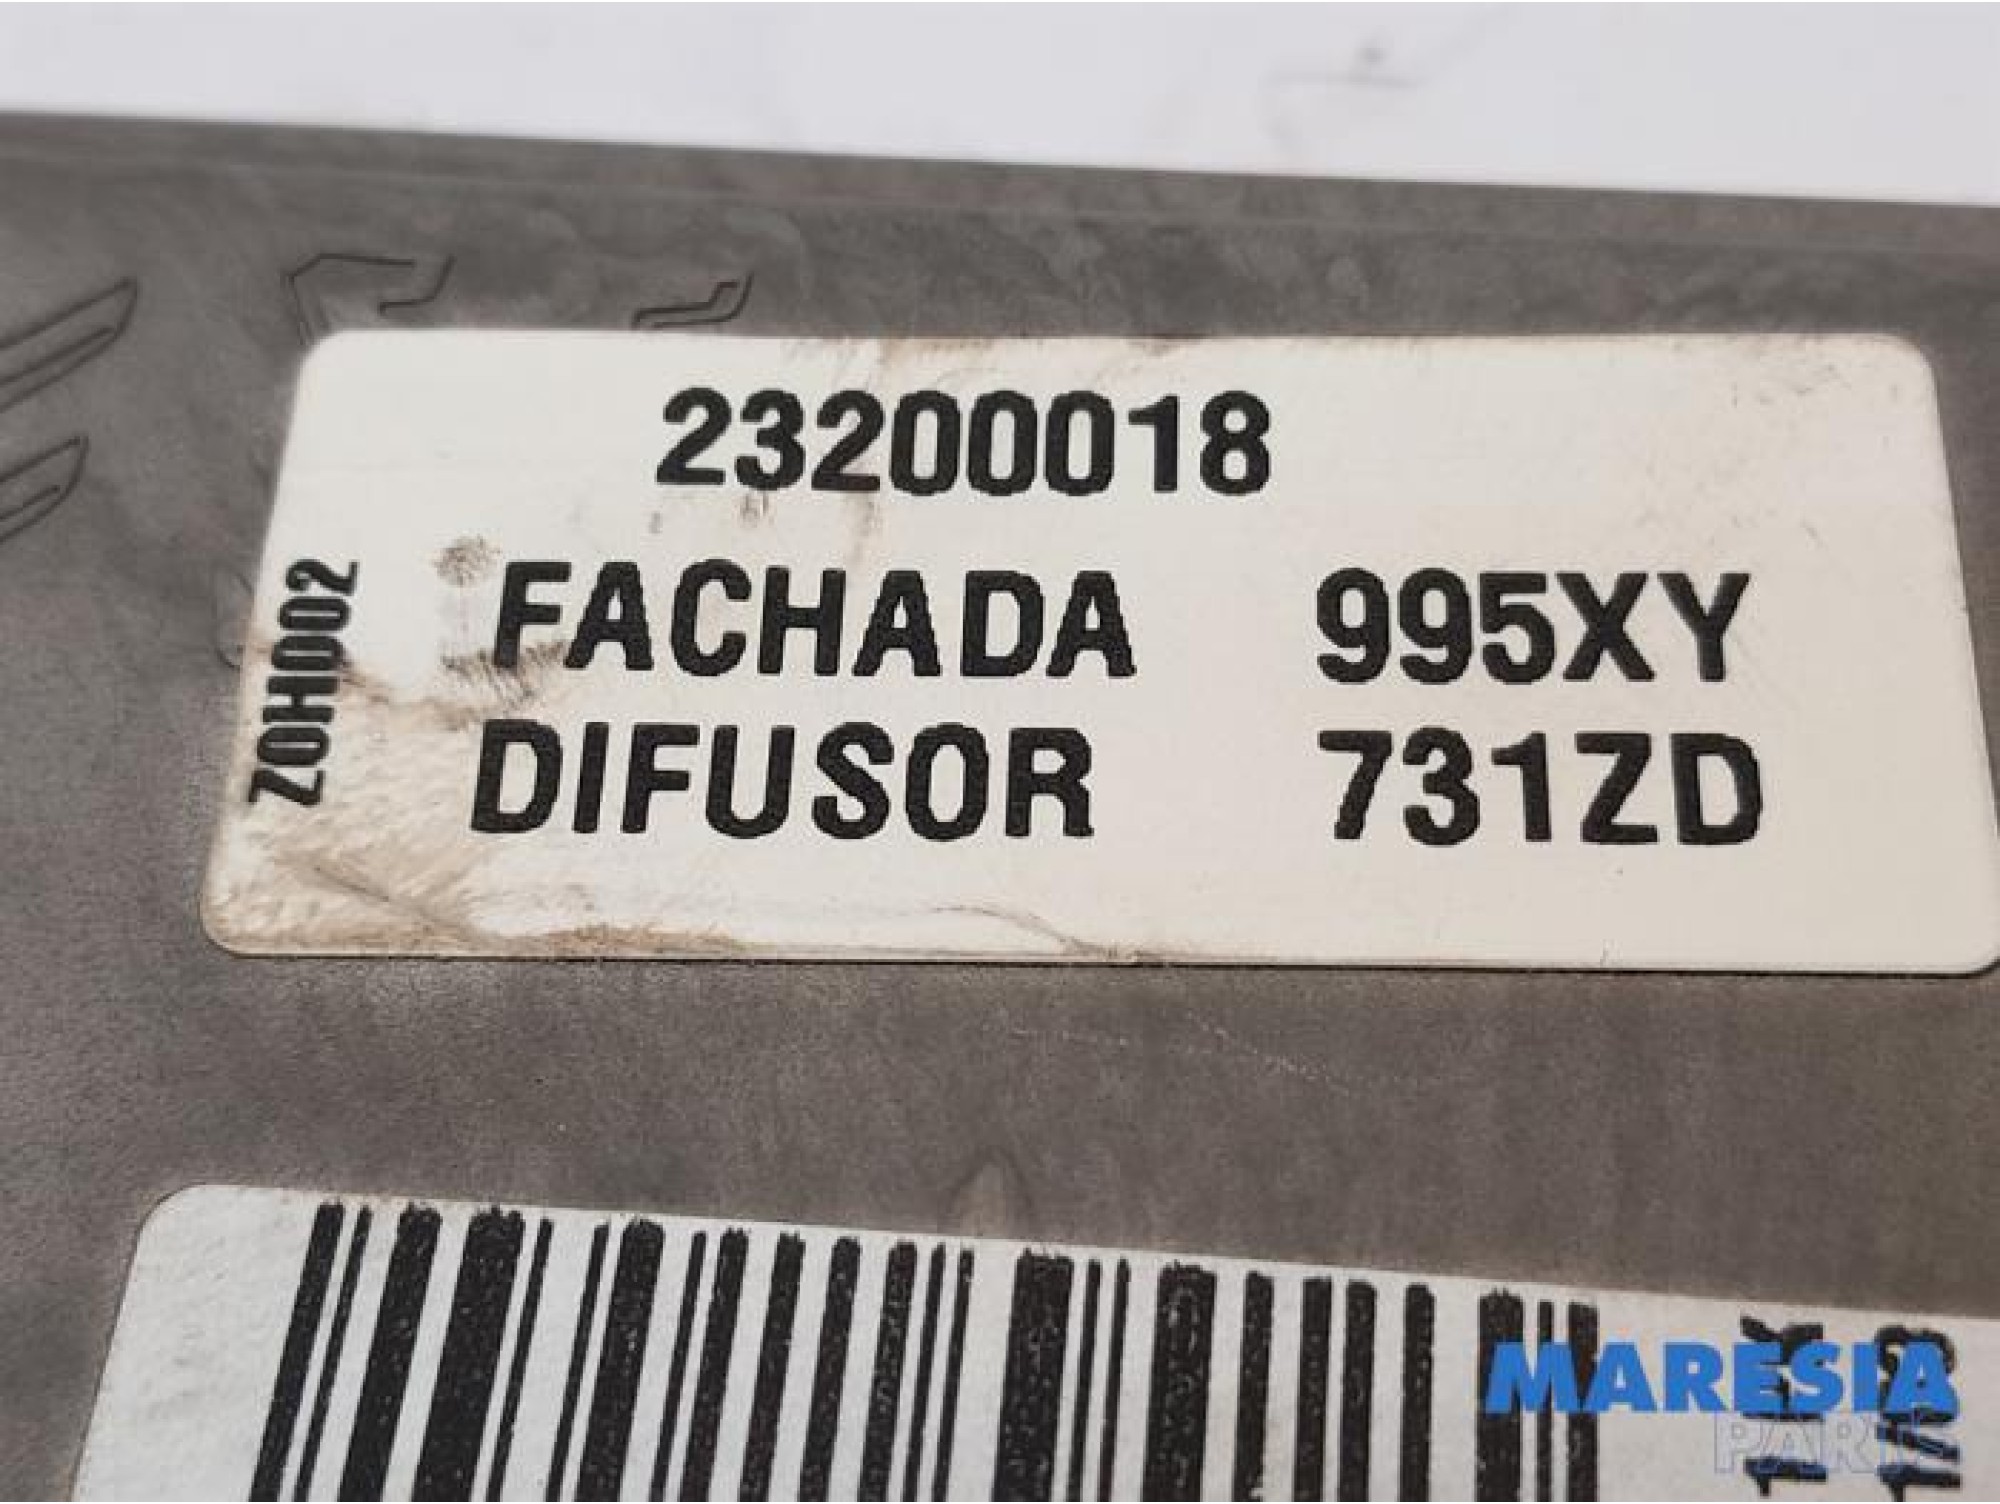 23200018
FACHADA 995XY
DIFUSOR 731ZD
Z0H002
MARESIA
PARTS